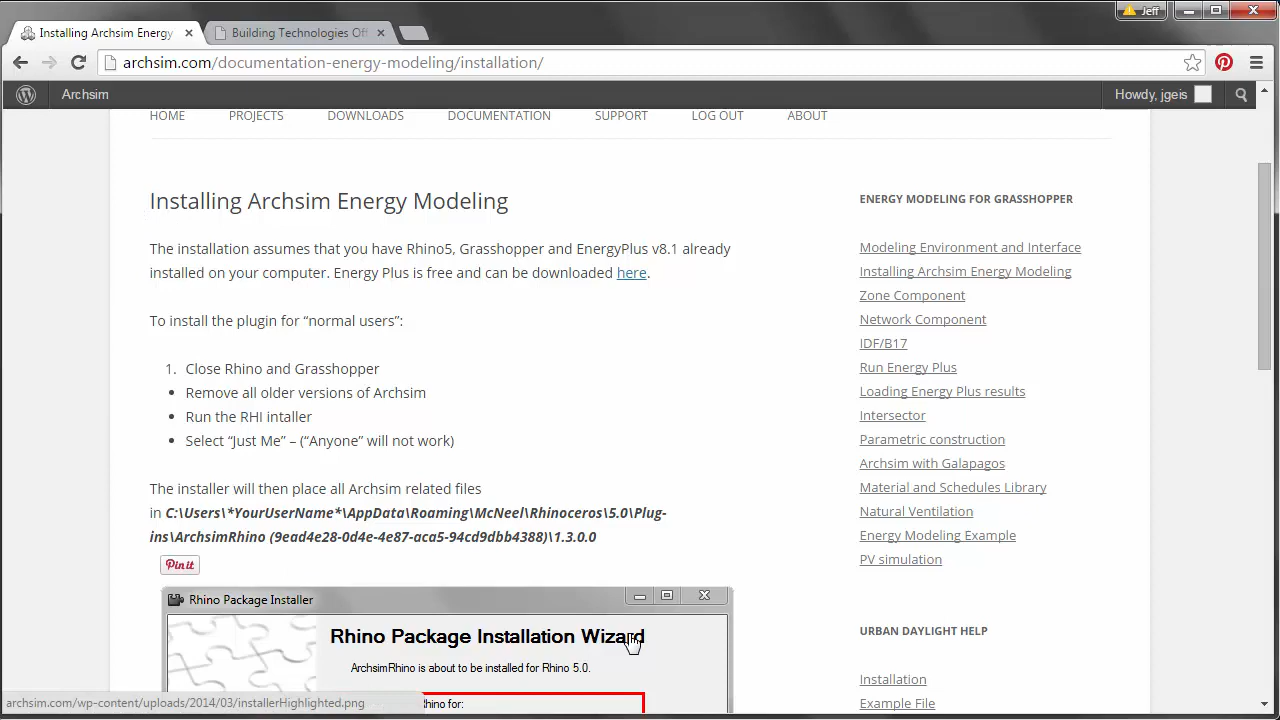 Jeff
Installing Archsim Energy
Building Technologies Off
archsim.com/documentation-energy-modeling/installation/
Archsim
Howdy, jgeis
HOME PROJECTS DOWNLOADS DOCUMENTATION SUPPORT LOG OUT ABOUT
Installing Archsim Energy Modeling
The installation assumes that you have Rhino5, Grasshopper and EnergyPlus v8.1 already
installed on your computer. Energy Plus is free and can be downloaded here.
To install the plugin for “normal users”:
1. Close Rhino and Grasshopper
• Remove all older versions of Archsim
• Run the RHI intaller
• Select “Just Me” – (“Anyone” will not work)
The installer will then place all Archsim related files
in C:\Users\*YourUserName*\AppData\Roaming\McNeel\Rhinoceros\5.0\Plug-
ins\ArchsimRhino (9ead4e28-0d4e-4e87-aca5-94cd9dbb4388)\1.3.0.0
Pin it
Rhino Package Installer
Rhino Package Installation Wizard
ArchsimRhino is about to be installed for Rhino 5.0.
hino for:
ENERGY MODELING FOR GRASSHOPPER
Modeling Environment and Interface
Installing Archsim Energy Modeling
Zone Component
Network Component
IDF/B17
Run Energy Plus
Loading Energy Plus results
Intersector
Parametric construction
Archsim with Galapagos
Material and Schedules Library
Natural Ventilation
Energy Modeling Example
PV simulation
URBAN DAYLIGHT HELP
Installation
Example File
archsim.com/wp-content/uploads/2014/03/installerHighlighted.png